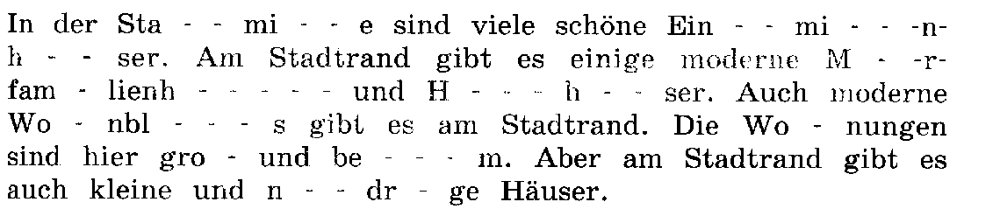 In der Sta - - mi - - e sind viele schöne Ein - - mi - - -n-
h - - ser. Am Stadtrand gibt es einige moderne M - -r-
fam - lienh - - - - - und H - - - h - - ser. Auch moderne
Wo - nbl - - - s gibt es am Stadtrand. Die Wo - nungen
sind hier gro - und be - - - m. Aber am Stadtrand gibt es
auch kleine und n - - dr - ge Häuser.